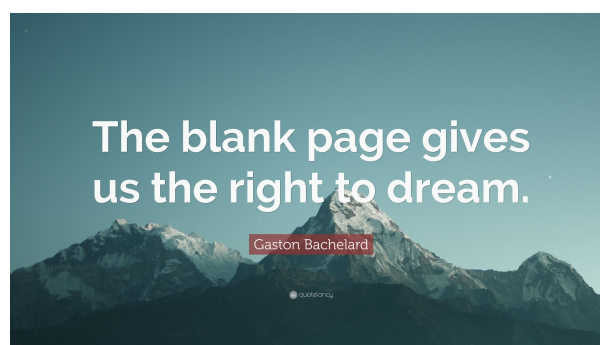 The blank page gives
us the right to dream.
Gaston Bachelard
quotefancy